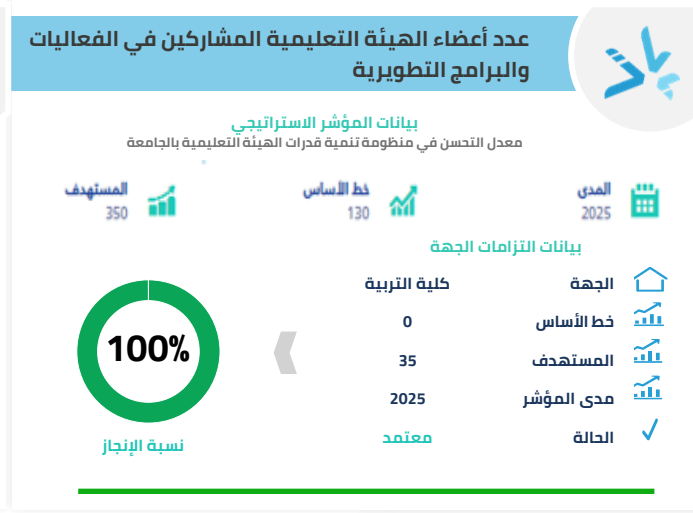 عدد أعضاء الهيئة التعليمية المشاركين في الفعاليات
والبرامج التطويرية
بيانات المؤشر الاستراتيجي
معدل التحسن في منظومة تنمية قدرات الهيئة التعليمية بالجامعة
المدى
2025
خط الأساس
130
المستهدف
350
بيانات التزامات الجهة
الجهة كلية التربية
خط الأساس 0
المستهدف 35
مدى المؤشر 2025
الحالة معتمد
100%
نسبة الإنجاز